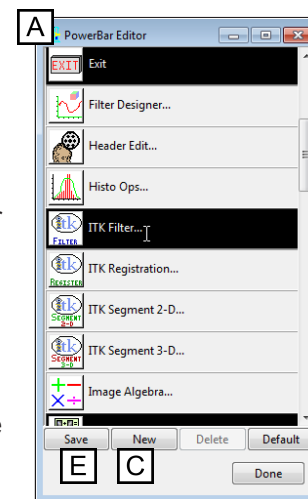 A
PowerBar Editor
EXIT Exit
Filter Designer...
Header Edit...
Histo Ops...
itk FILTER ITK Filter...
itk REGISTER ITK Registration...
itk SEGMENT 2-D ITK Segment 2-D...
itk SEGMENT 3-D ITK Segment 3-D...
Image Algebra...
Save New Delete Default
E C
Done